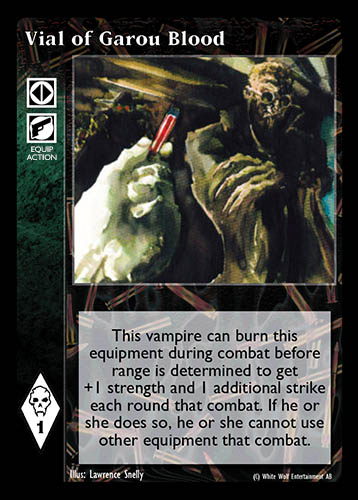 Vial of Garou Blood
EQUIP
ACTION
This vampire can burn this
equipment during combat before
range is determined to get
+1 strength and 1 additional strike
each round that combat. If he or
she does so, he or she cannot use
other equipment that combat.
1
Illus: Lawrence Snelly
(C) White Wolf Entertainment AB